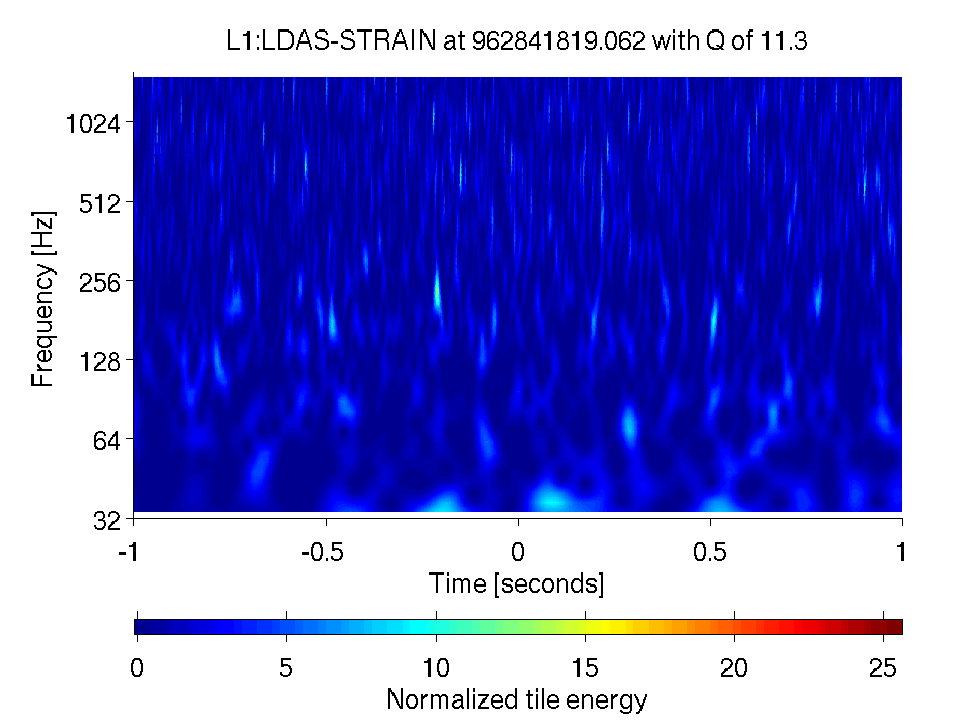 L1:LDAS-STRAIN at 962841819.062 with Q of 11.3
1024
512
256
128
64
32
Frequency [Hz]
-1 -0.5 0 0.5 1
Time [seconds]
0 5 10 15 20 25
Normalized tile energy